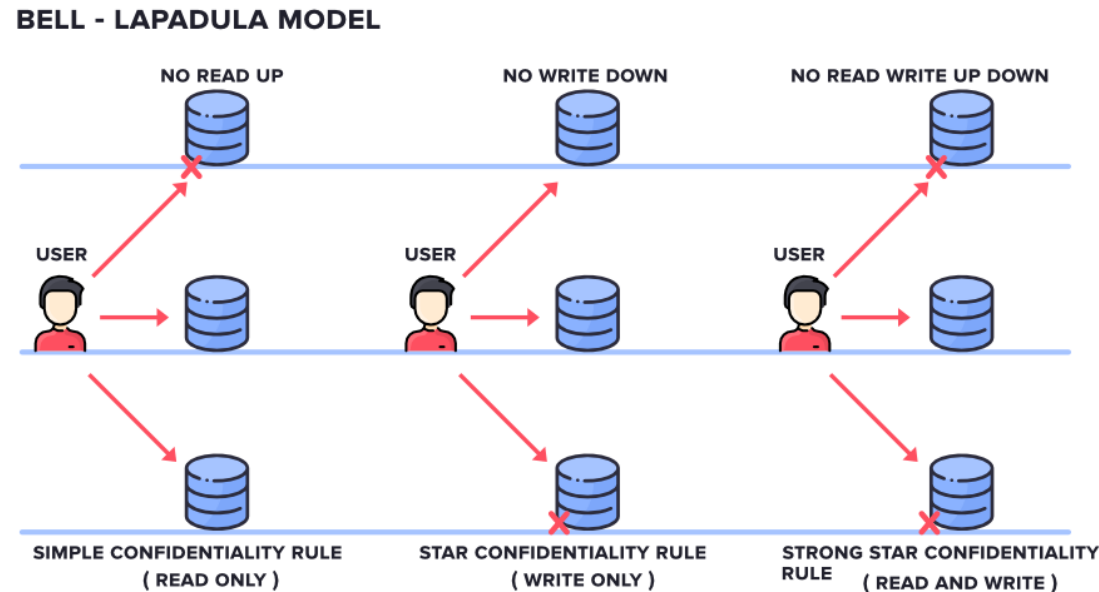 BELL - LAPADULA MODEL
NO READ UP
NO WRITE DOWN
NO READ WRITE UP DOWN
USER
USER
USER
SIMPLE CONFIDENTIALITY RULE
( READ ONLY )
STAR CONFIDENTIALITY RULE
( WRITE ONLY )
STRONG STAR CONFIDENTIALITY
RULE ( READ AND WRITE )